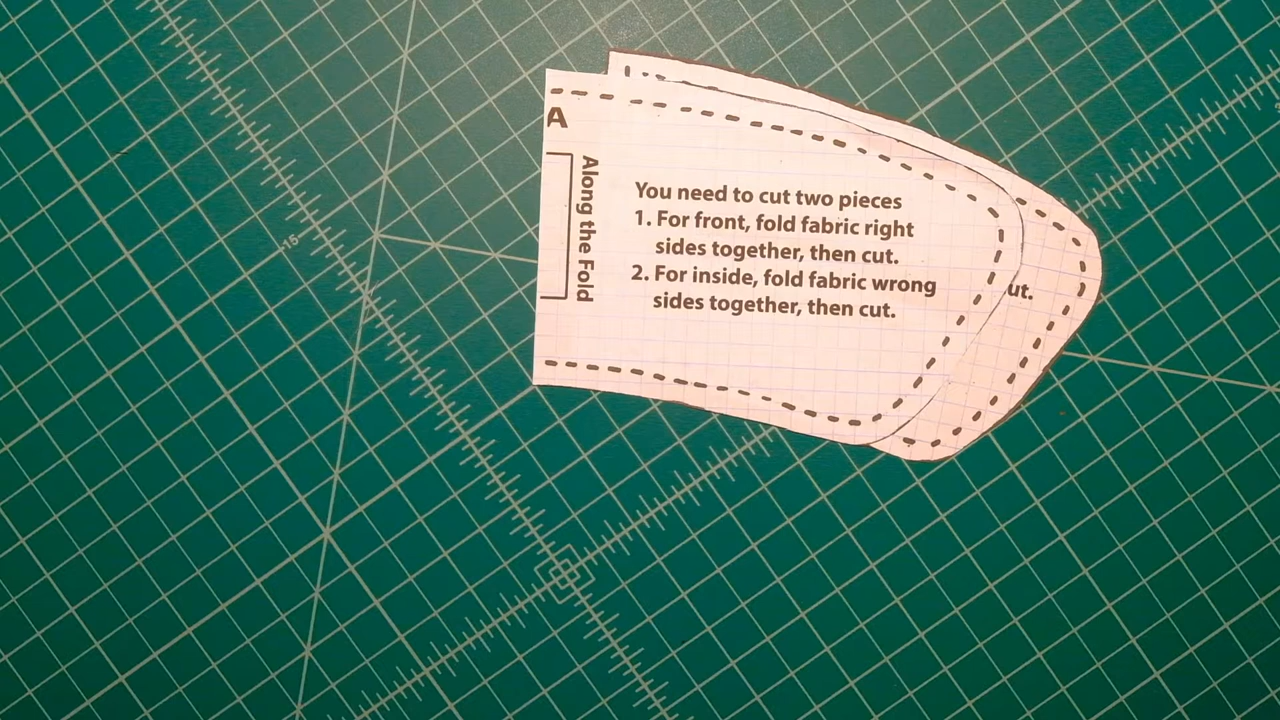 A
Along the Fold
You need to cut two pieces
1. For front, fold fabric right
sides together, then cut.
2. For inside, fold fabric wrong
sides together, then cut.
ut.
15